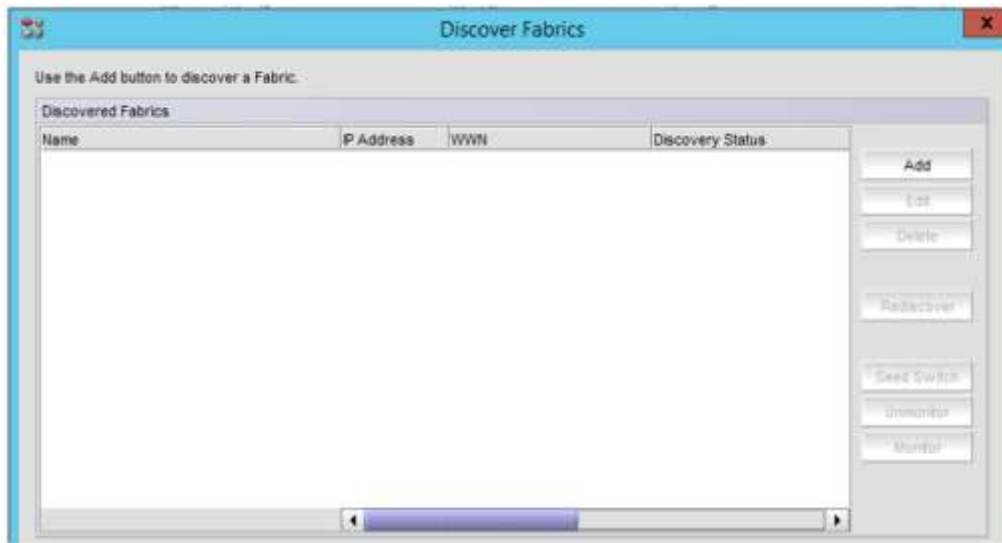 Discover Fabrics
x
Use the Add button to discover a Fabric.
Discovered Fabrics
Name IP Address WWN Discovery Status
Add
Edit
Delete
Rediscover
Seed Switch
Unmonitor
Monitor